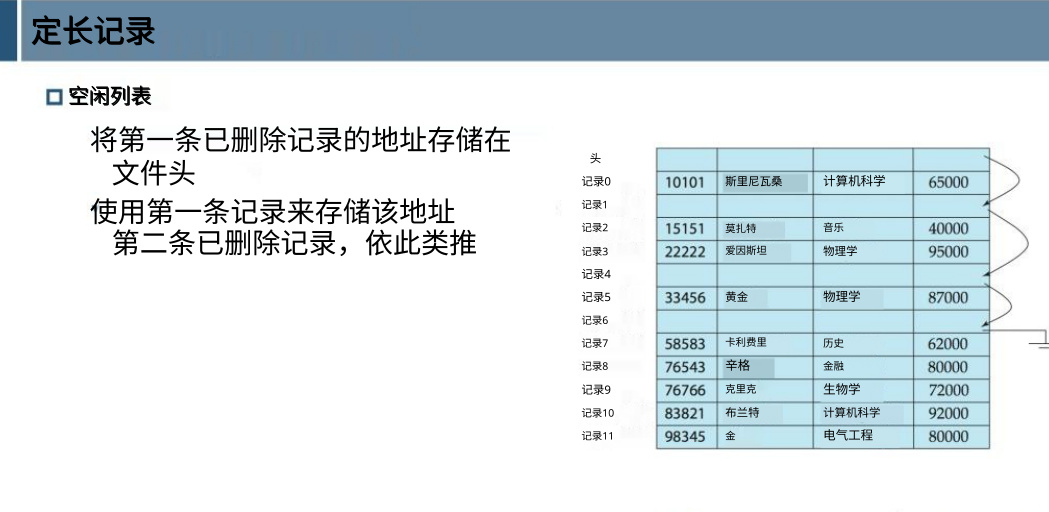 定长记录
空闲列表
将第一条已删除记录的地址存储在
文件头
使用第一条记录来存储该地址
第二条已删除记录，依此类推
头
记录0 10101 斯里尼瓦桑 计算机科学 65000
记录1
记录2 15151 莫扎特 音乐 40000
记录3 22222 爱因斯坦 物理学 95000
记录4
记录5 33456 黄金 物理学 87000
记录6
记录7 58583 卡利费里 历史 62000
记录8 76543 辛格 金融 80000
记录9 76766 克里克 生物学 72000
记录10 83821 布兰特 计算机科学 92000
记录11 98345 金 电气工程 80000